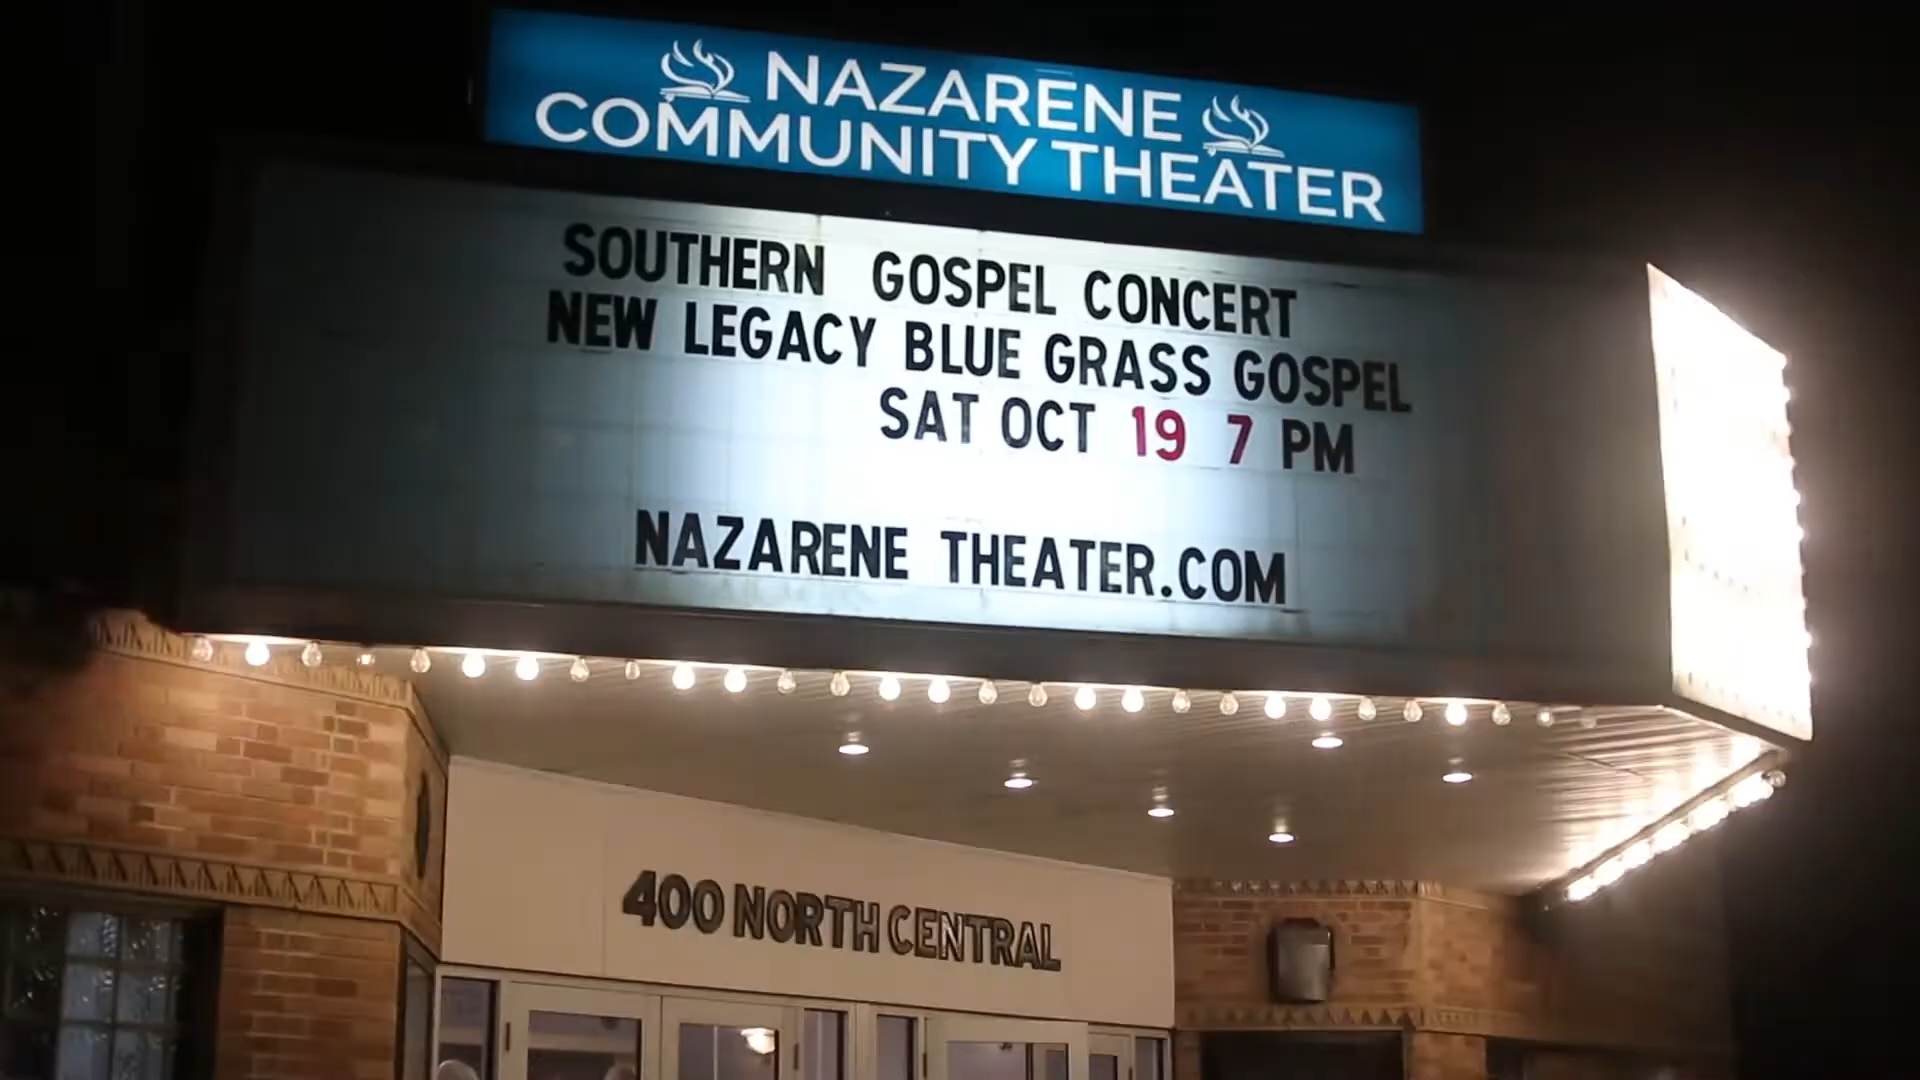 NAZARENE
COMMUNITY THEATER
SOUTHERN GOSPEL CONCERT
NEW LEGACY BLUE GRASS GOSPEL
SAT OCT 19 7 PM
NAZARENE THEATER.COM
400 NORTH CENTRAL